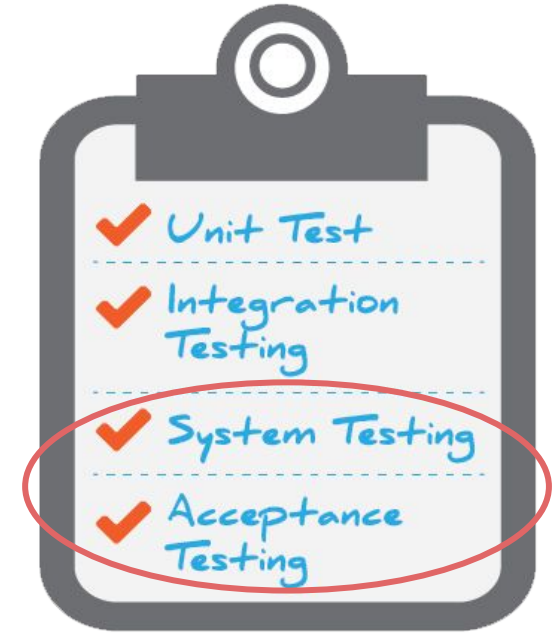 Unit Test
Integration
Testing
System Testing
Acceptance
Testing